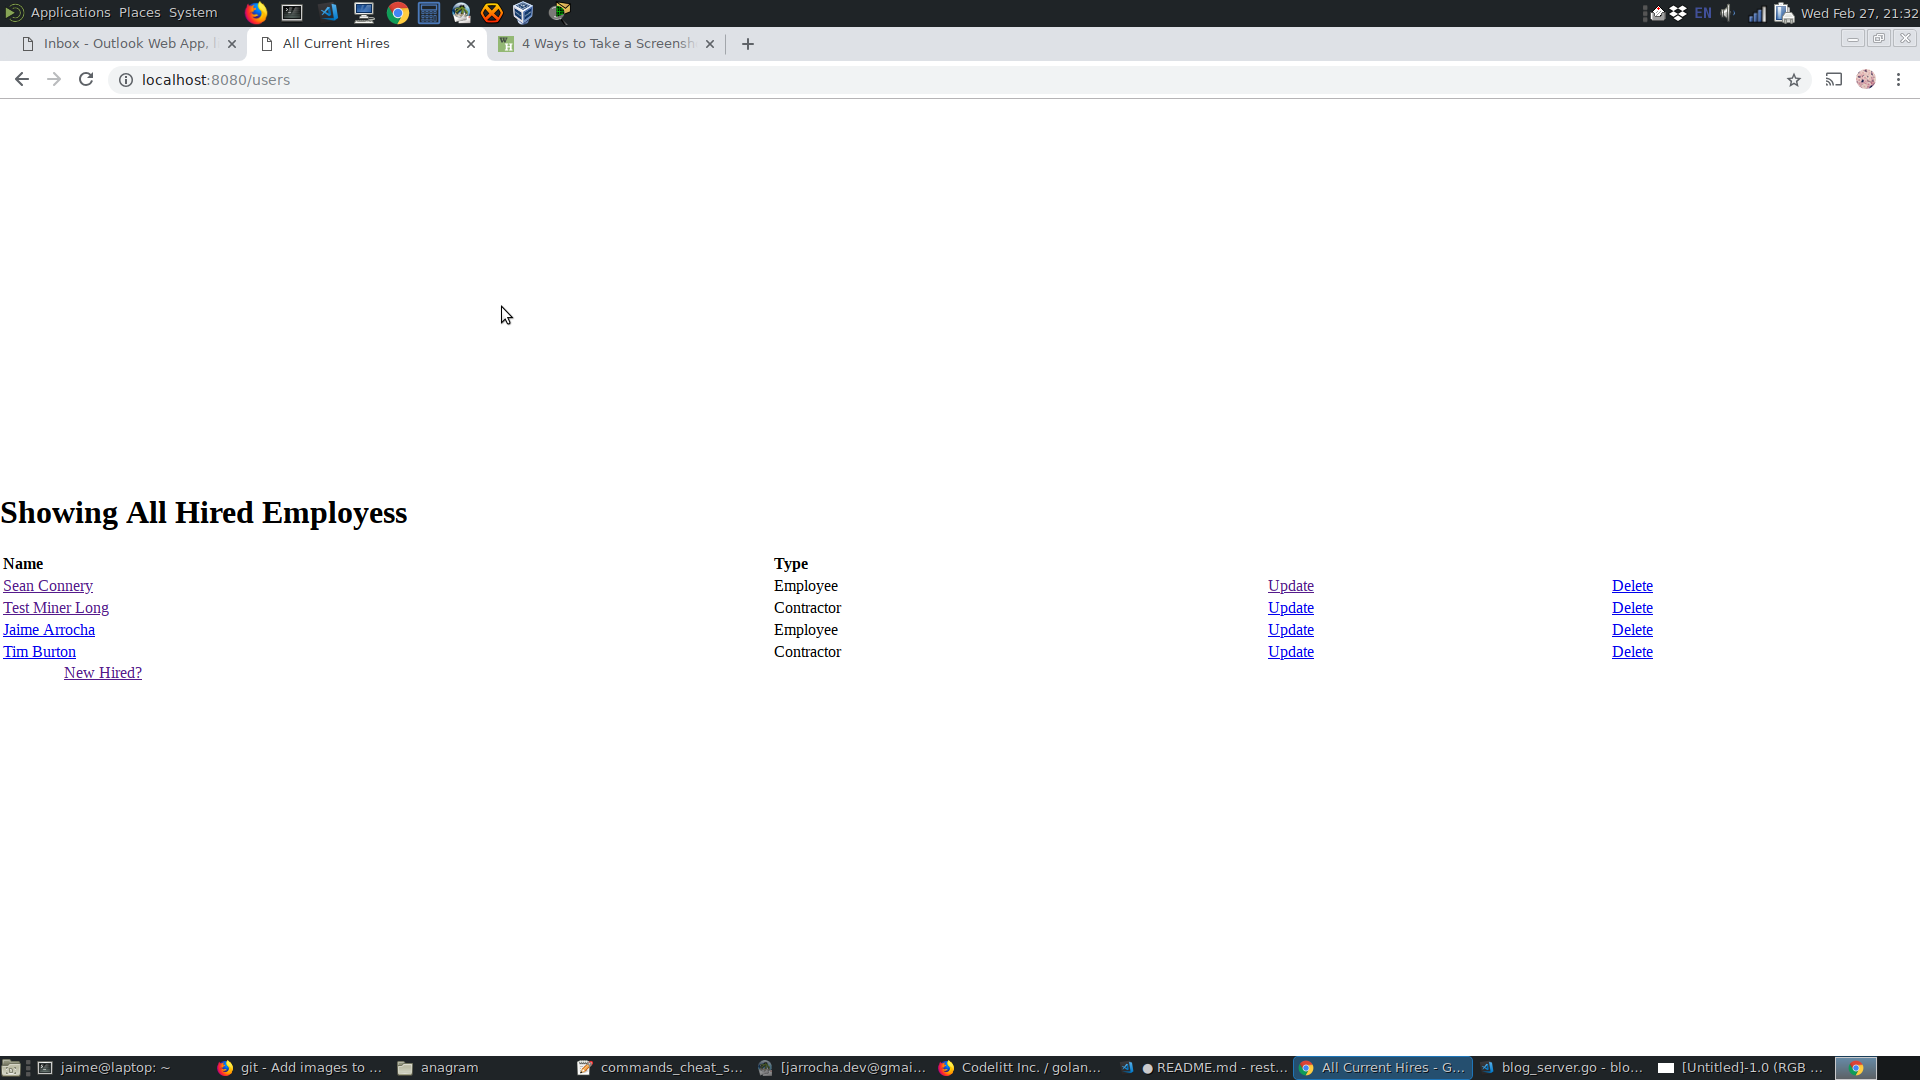 Applications Places System EN Wed Feb 27, 21:32
Inbox - Outlook Web App, All Current Hires 4 Ways to Take a Screensh
localhost:8080/users
Showing All Hired Employess
Name Type
Sean Connery Employee Update Delete
Test Miner Long Contractor Update Delete
Jaime Arrocha Employee Update Delete
Tim Burton Contractor Update Delete
New Hired?
jaime@laptop: ~ git - Add images to ... anagram commands_cheat_s... [jarrocha.dev@gmai... Codelitt Inc. / golan... ● README.md - rest... All Current Hires - G... blog_server.go - blo... [Untitled]-1.0 (RGB ...